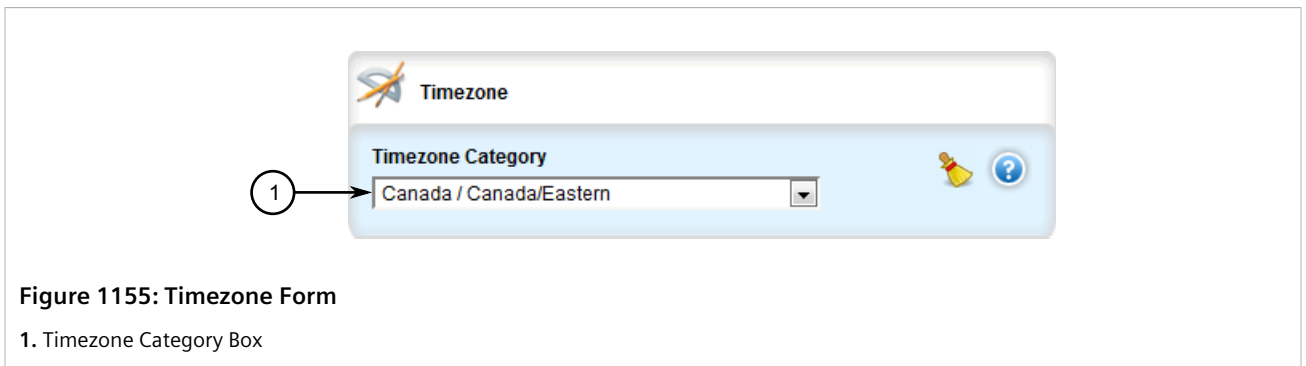 Timezone
Timezone Category
1
Canada / Canada/Eastern
?
Figure 1155: Timezone Form
1. Timezone Category Box